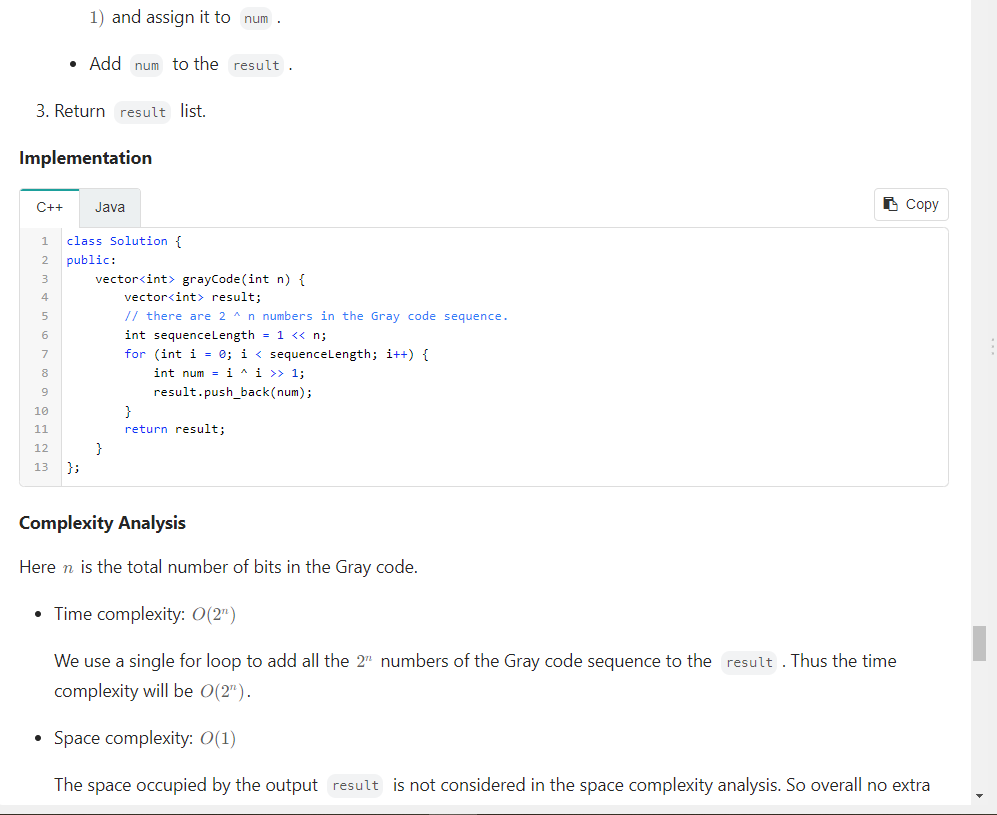 1) and assign it to num .
• Add num to the result .
3. Return result list.
Implementation
C++ Java Copy
1 class Solution {
2 public:
3     vector<int> grayCode(int n) {
4         vector<int> result;
5         // there are 2 ^ n numbers in the Gray code sequence.
6         int sequenceLength = 1 << n;
7         for (int i = 0; i < sequenceLength; i++) {
8             int num = i ^ i >> 1;
9             result.push_back(num);
10         }
11         return result;
12     }
13 };
Complexity Analysis
Here n is the total number of bits in the Gray code.
• Time complexity: O(2ⁿ)
We use a single for loop to add all the 2ⁿ numbers of the Gray code sequence to the result . Thus the time
complexity will be O(2ⁿ).
• Space complexity: O(1)
The space occupied by the output result is not considered in the space complexity analysis. So overall no extra